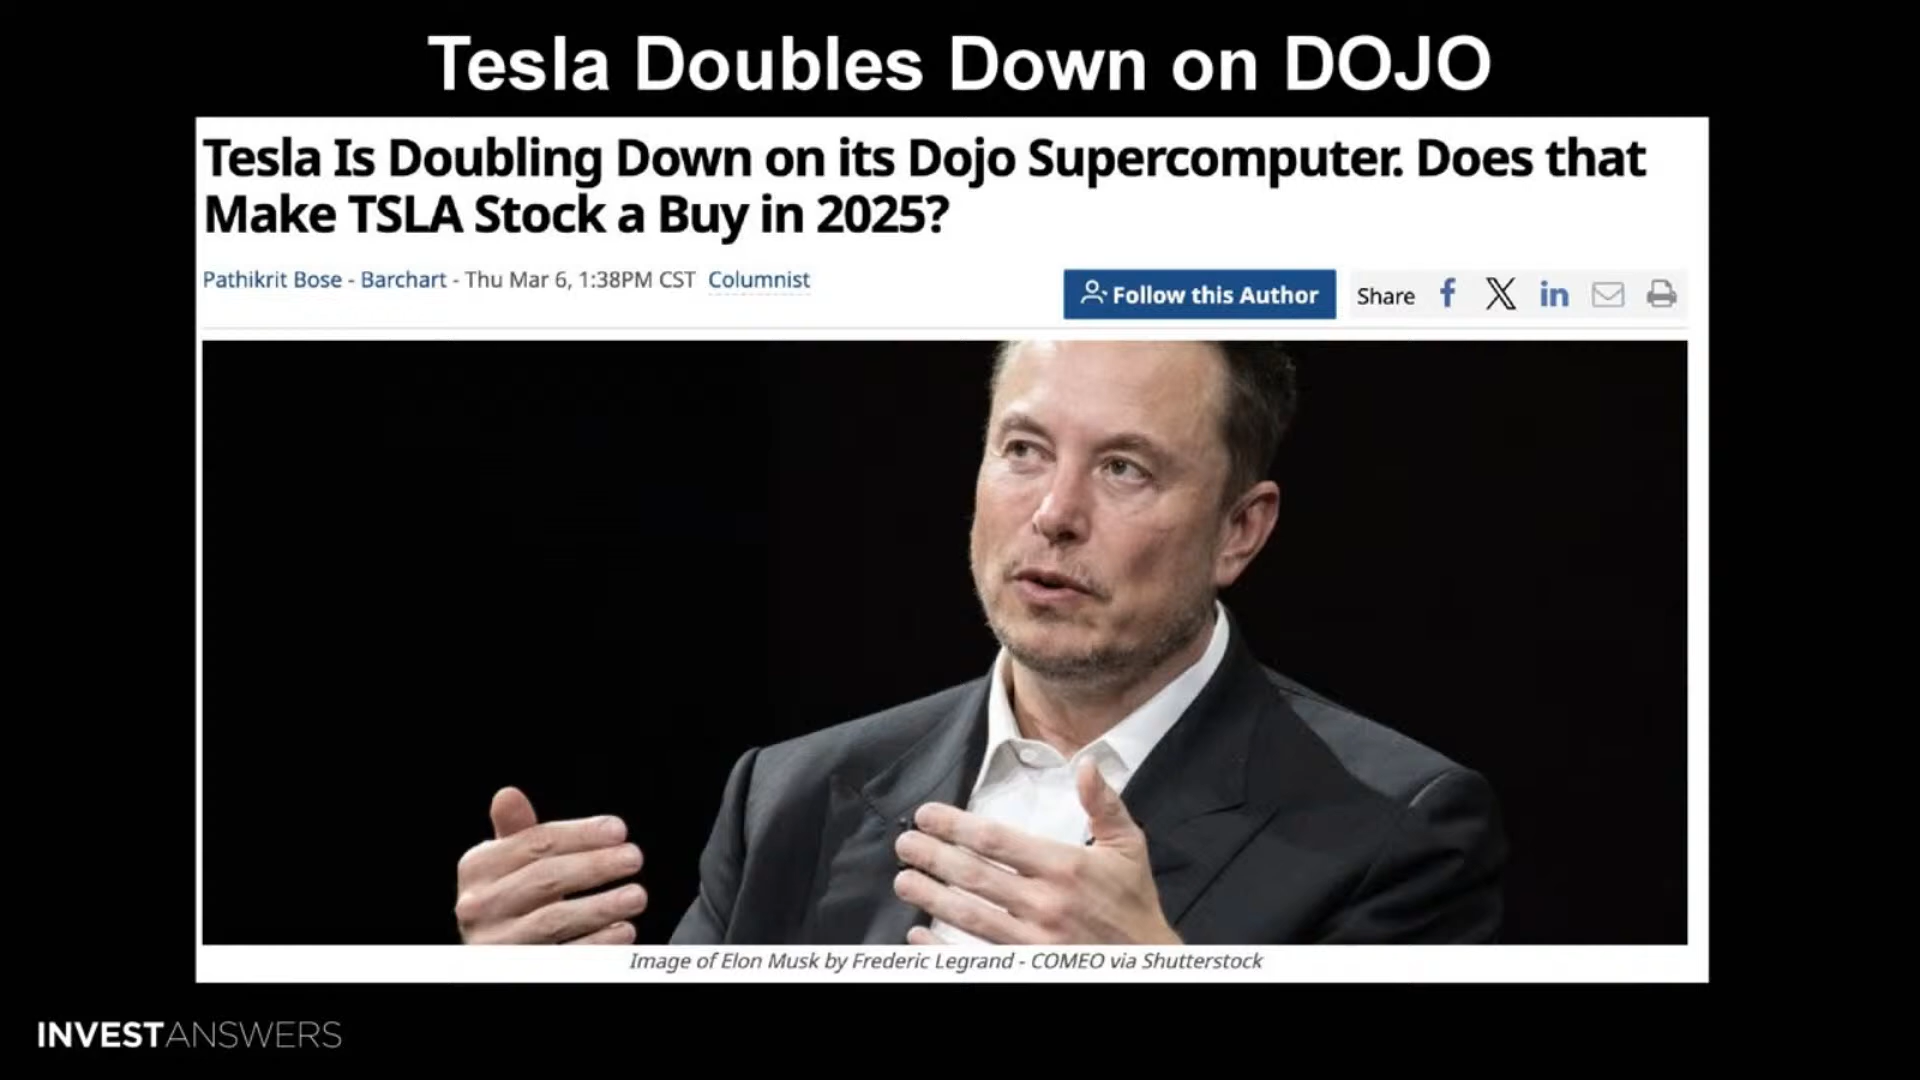 Tesla Doubles Down on DOJO
Tesla Is Doubling Down on its Dojo Supercomputer. Does that
Make TSLA Stock a Buy in 2025?
Pathikrit Bose - Barchart - Thu Mar 6, 1:38PM CST Columnist
Follow this Author
Share
Image of Elon Musk by Frederic Legrand - COMEO via Shutterstock
INVESTANSWERS